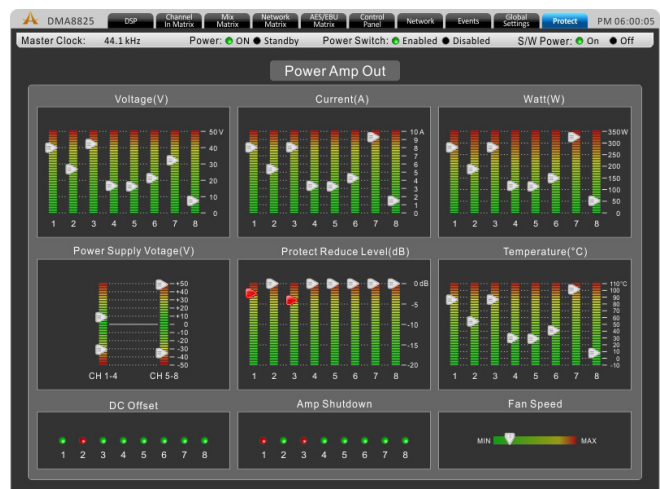 DMA8825 DSP Channel In Matrix Mix Matrix Network Matrix AES/EBU Matrix Control Panel Network Events Global Settings Protect PM 06:00:05
Master Clock: 44.1 kHz Power: ON Standby Power Switch: Enabled Disabled S/W Power: On Off
Power Amp Out
Voltage(V)
50 V
40
30
20
10
0
1 2 3 4 5 6 7 8
Current(A)
10 A
9
8
7
6
5
4
3
2
1
0
1 2 3 4 5 6 7 8
Watt(W)
350 W
300
250
200
150
100
50
0
1 2 3 4 5 6 7 8
Power Supply Votage(V)
+50
+40
+30
+20
+10
0
-10
-20
-30
-40
-50
CH 1-4 CH 5-8
Protect Reduce Level(dB)
0 dB
-5
-10
-15
-20
1 2 3 4 5 6 7 8
Temperature(°C)
110°C
100
90
80
70
60
50
40
30
20
10
0
-10
1 2 3 4 5 6 7 8
DC Offset
1 2 3 4 5 6 7 8
Amp Shutdown
1 2 3 4 5 6 7 8
Fan Speed
MIN MAX